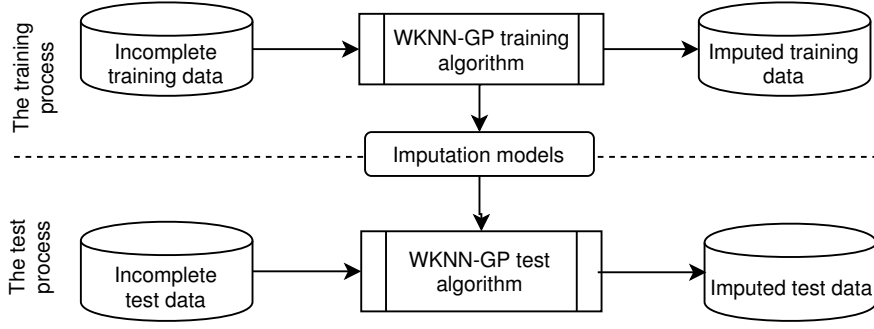 The training
process
Incomplete
training data
WKNN-GP training
algorithm
Imputed training
data
Imputation models
The test
process
Incomplete
test data
WKNN-GP test
algorithm
Imputed test data